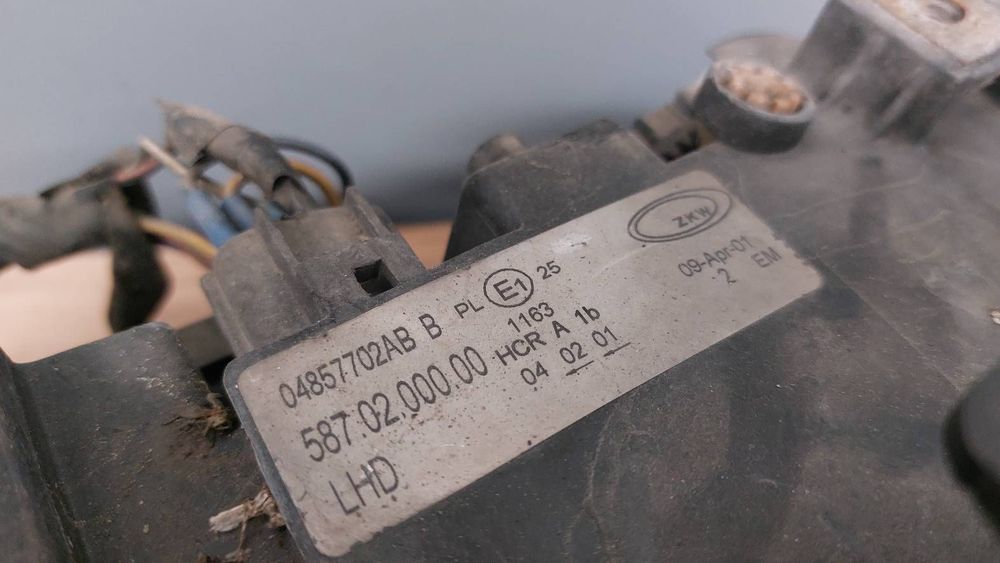 04857702AB B PL E1 25
1163
587.02.000.00 HCR A 1b
04 02 01
LHD
ZKW
09-Apr-01
2 EM